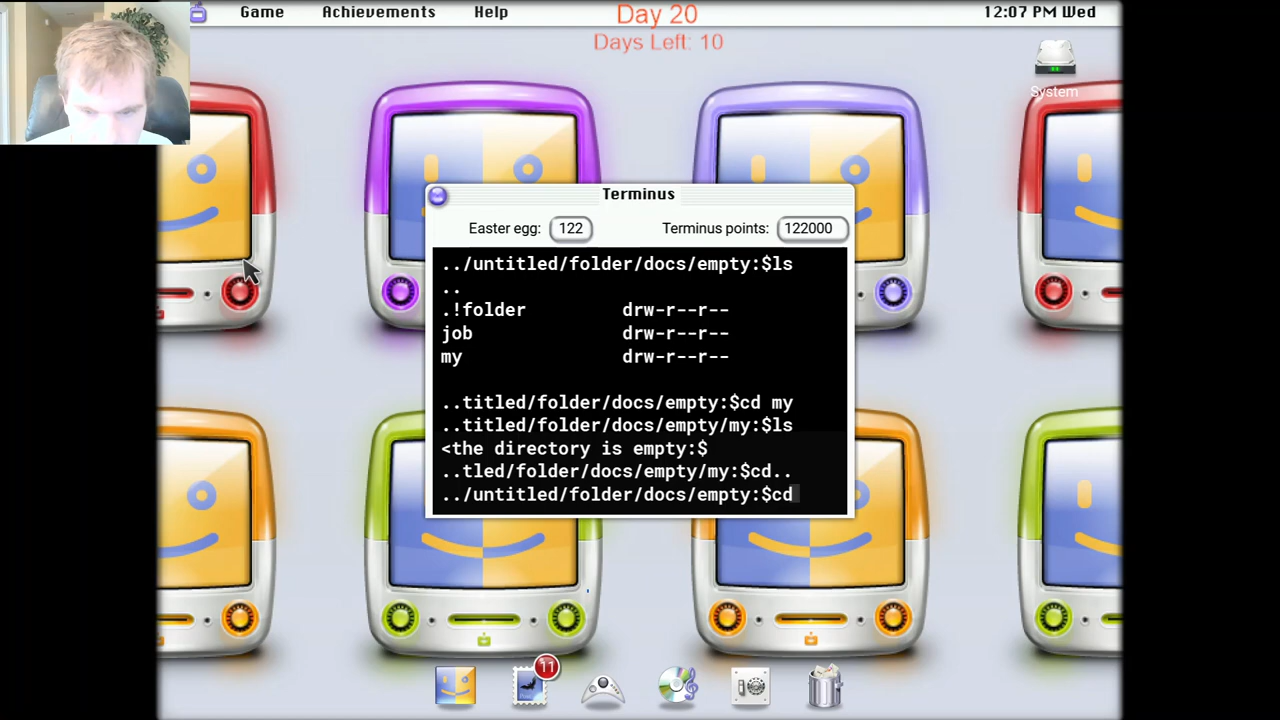 Game Achievements Help
Day 20
12:07 PM Wed
Days Left: 10
System
Terminus
Easter egg: 122
Terminus points: 122000
../untitled/folder/docs/empty:$ls
..
.!folder drw-r--r--
job drw-r--r--
my drw-r--r--
..titled/folder/docs/empty:$cd my
..titled/folder/docs/empty/my:$ls
<the directory is empty:$
..tled/folder/docs/empty/my:$cd..
../untitled/folder/docs/empty:$cd
11